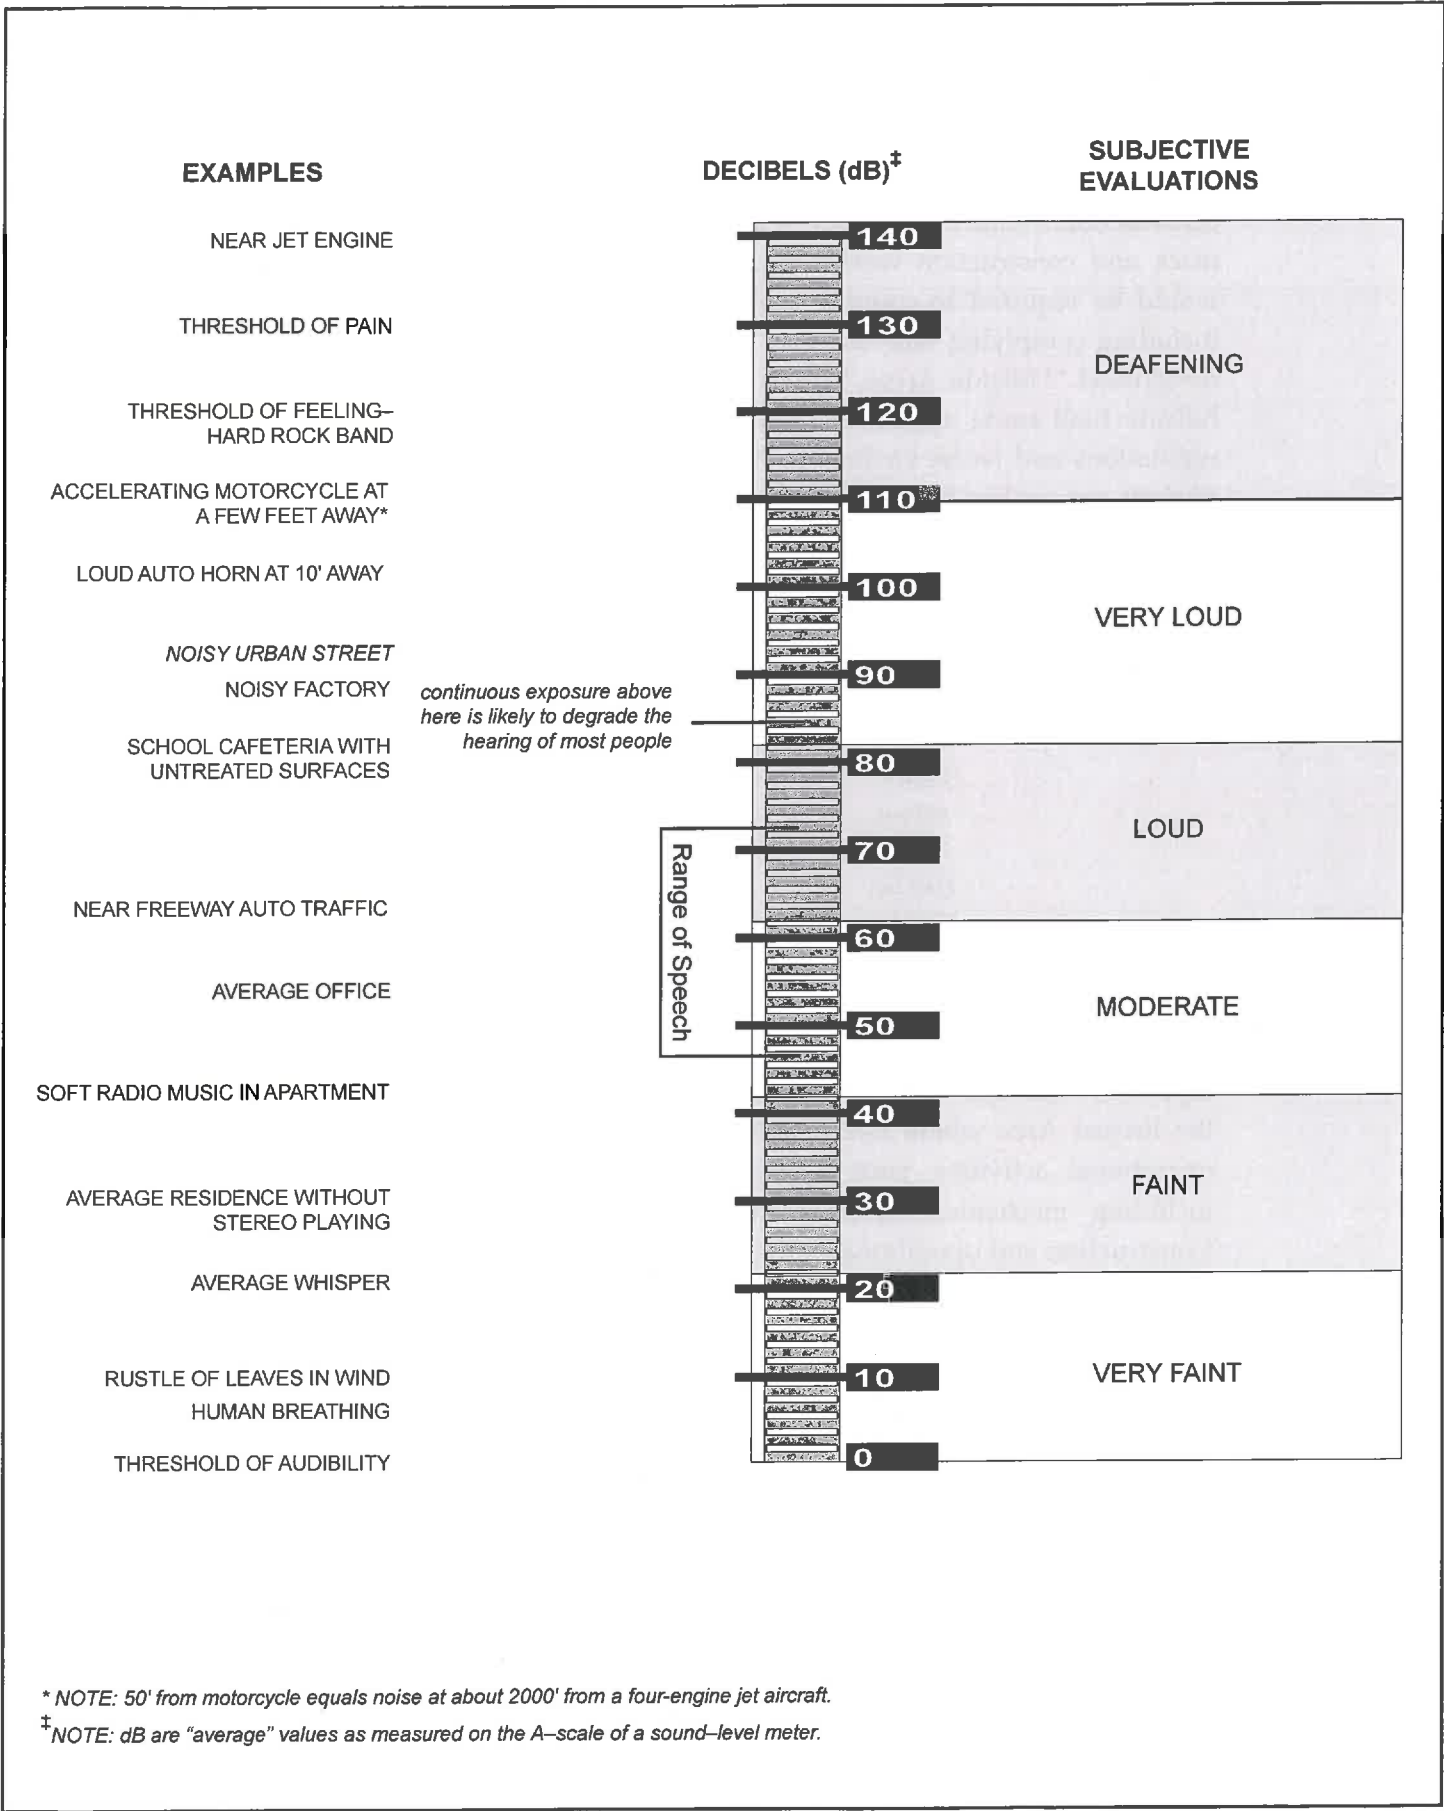 EXAMPLES
DECIBELS (dB)‡
SUBJECTIVE
EVALUATIONS
NEAR JET ENGINE
140
THRESHOLD OF PAIN
130
DEAFENING
THRESHOLD OF FEELING–
HARD ROCK BAND
120
ACCELERATING MOTORCYCLE AT
A FEW FEET AWAY*
110
LOUD AUTO HORN AT 10' AWAY
100
VERY LOUD
NOISY URBAN STREET
NOISY FACTORY
90
continuous exposure above
here is likely to degrade the
hearing of most people
SCHOOL CAFETERIA WITH
UNTREATED SURFACES
80
LOUD
70
Range of Speech
NEAR FREEWAY AUTO TRAFFIC
60
AVERAGE OFFICE
50
MODERATE
SOFT RADIO MUSIC IN APARTMENT
40
FAINT
AVERAGE RESIDENCE WITHOUT
STEREO PLAYING
30
AVERAGE WHISPER
20
RUSTLE OF LEAVES IN WIND
10
VERY FAINT
HUMAN BREATHING
THRESHOLD OF AUDIBILITY
0
* NOTE: 50' from motorcycle equals noise at about 2000' from a four-engine jet aircraft.
‡NOTE: dB are "average" values as measured on the A–scale of a sound–level meter.